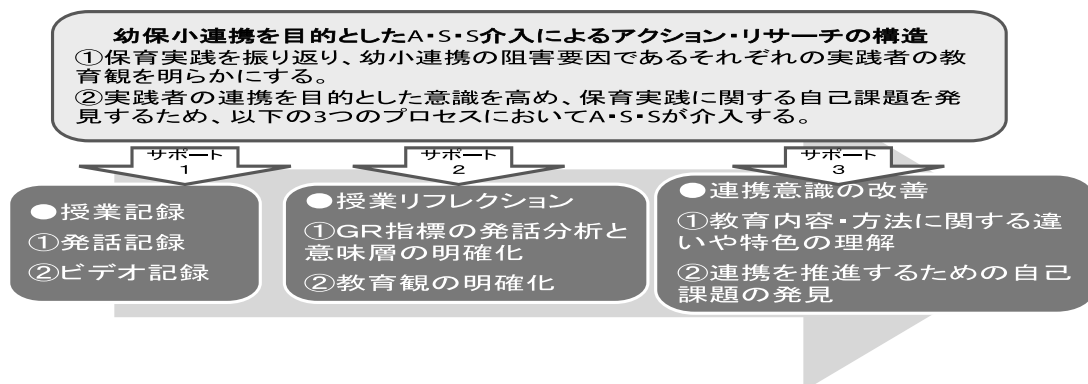 幼保小連携を目的としたA・S・S介入によるアクション・リサーチの構造
①保育実践を振り返り、幼小連携の阻害要因であるそれぞれの実践者の教
育観を明らかにする。
②実践者の連携を目的とした意識を高め、保育実践に関する自己課題を発
見するため、以下の3つのプロセスにおいてA・S・Sが介入する。
サポート
1
サポート
2
サポート
3
●授業記録
①発話記録
②ビデオ記録
●授業リフレクション
①GR指標の発話分析と
意味層の明確化
②教育観の明確化
●連携意識の改善
①教育内容・方法に関する違
いや特色の理解
②連携を推進するための自己
課題の発見